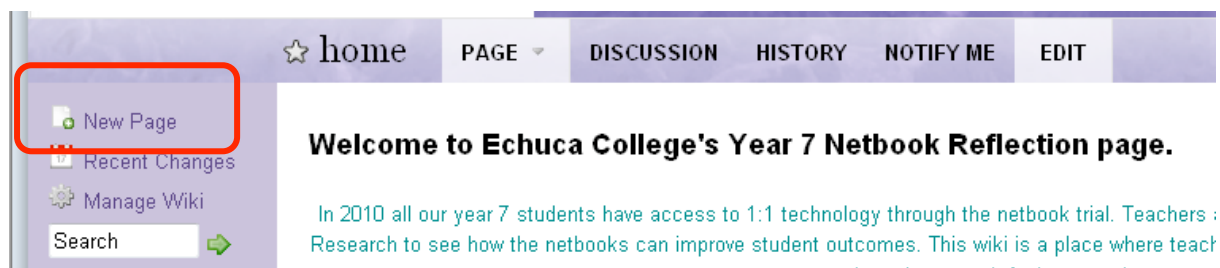 home PAGE DISCUSSION HISTORY NOTIFY ME EDIT
New Page
Recent Changes
Manage Wiki
Search
Welcome to Echuca College's Year 7 Netbook Reflection page.
In 2010 all our year 7 students have access to 1:1 technology through the netbook trial. Teachers
Research to see how the netbooks can improve student outcomes. This wiki is a place where